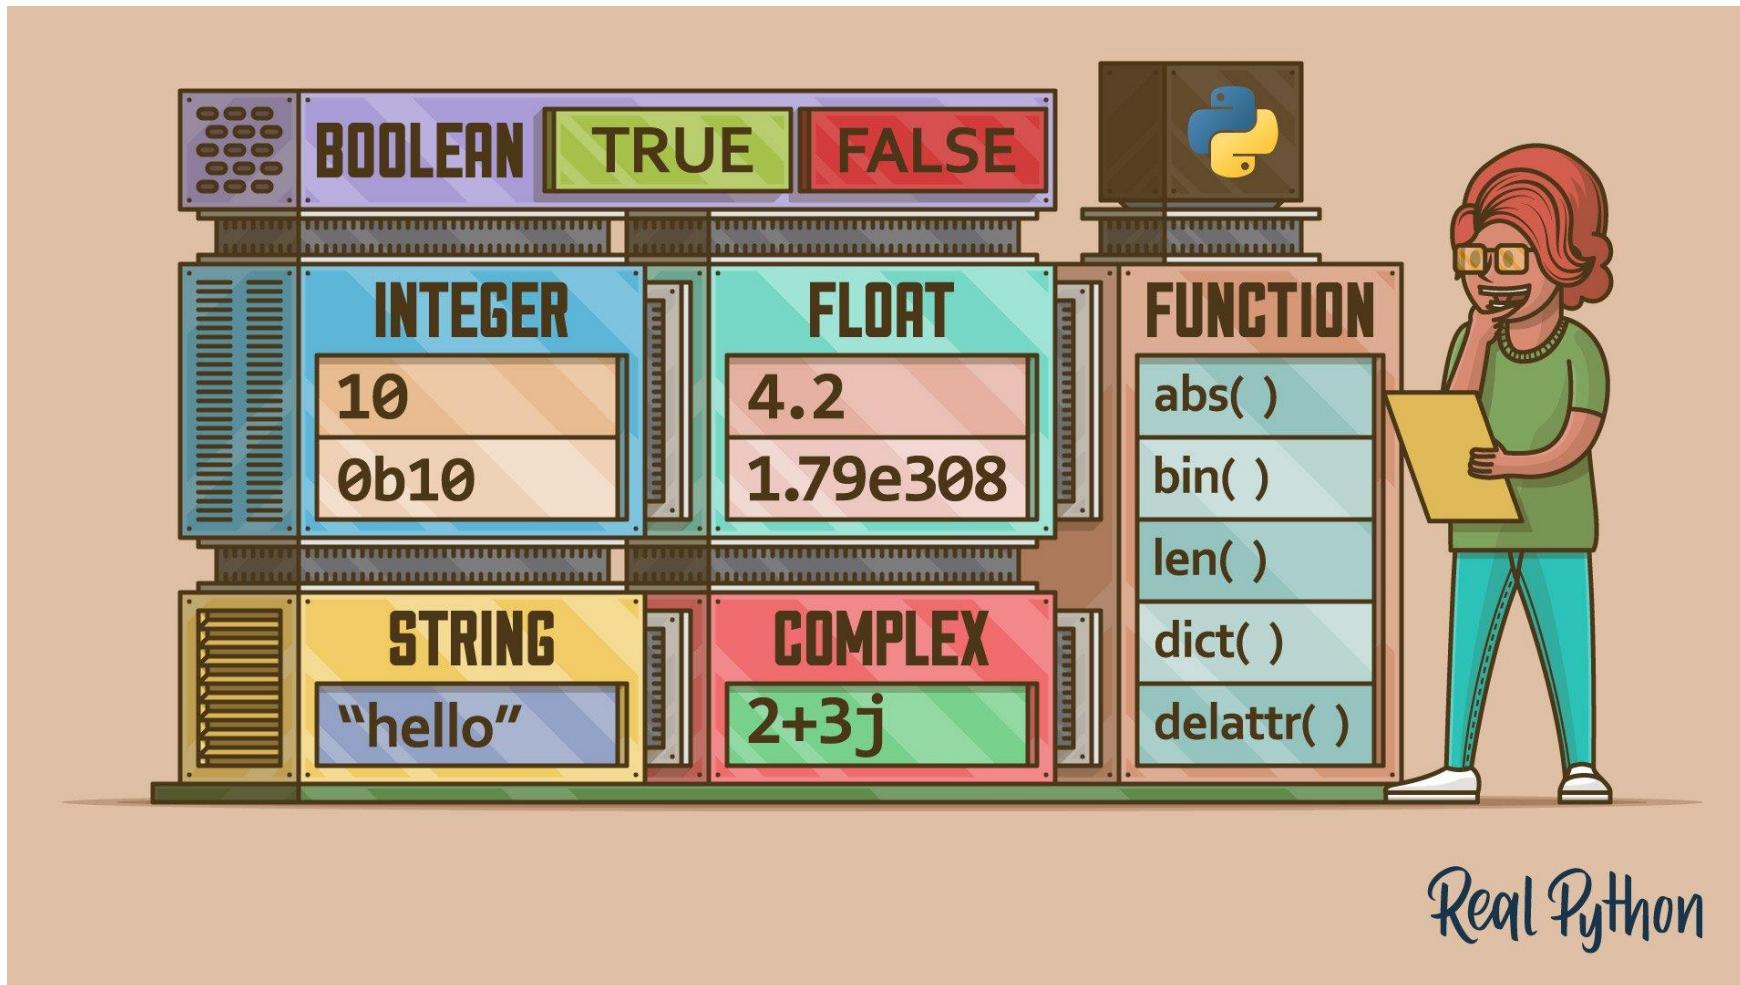 BOOLEAN TRUE FALSE
INTEGER
10
0b10
FLOAT
4.2
1.79e308
STRING
“hello”
COMPLEX
2+3j
FUNCTION
abs( )
bin( )
len( )
dict( )
delattr( )
Real Python